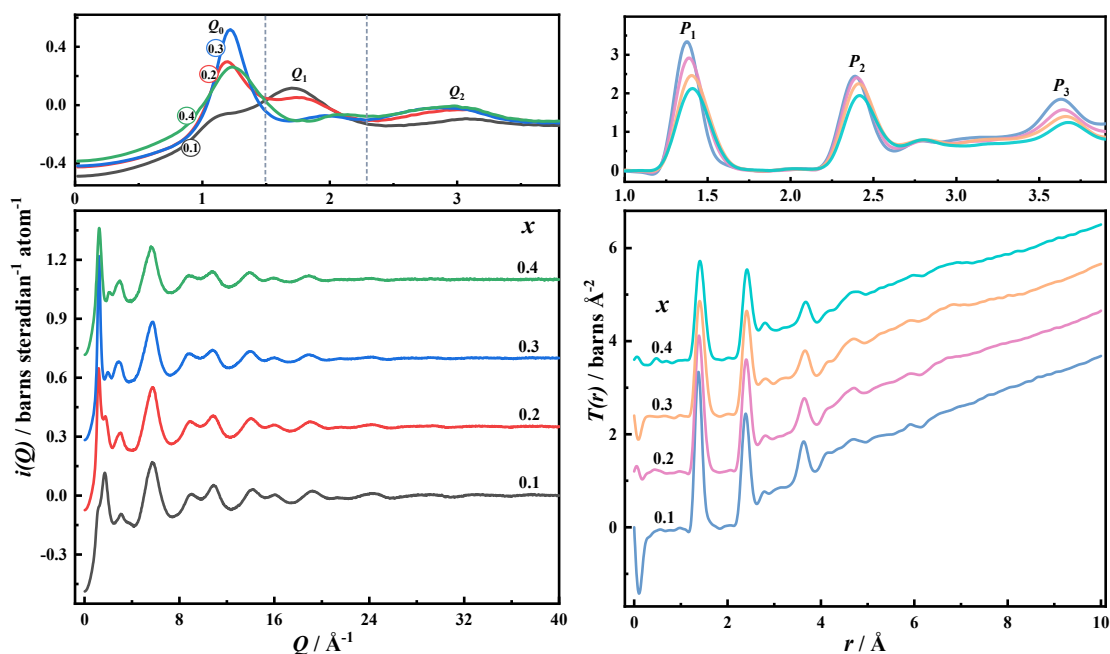 Q0
0.3
0.2
0.4
0.1
Q1
Q2
0.4
0.0
-0.4
0 1 2 3
P1
P2
P3
3
2
1
0
1.0 1.5 2.0 2.5 3.0 3.5
x
0.4
0.3
0.2
0.1
1.2
0.9
0.6
0.3
0.0
-0.3
i(Q) / barns steradian-1 atom-1
0 8 16 24 32 40
Q / Å-1
x
0.4
0.3
0.2
0.1
6
4
2
0
T(r) / barns Å-2
0 2 4 6 8 10
r / Å